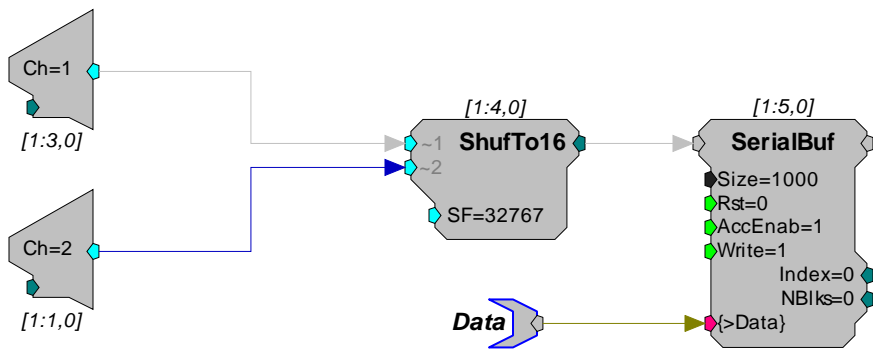 Ch=1
[1:3,0]
Ch=2
[1:1,0]
[1:4,0]
~1
ShufTo16
~2
SF=32767
[1:5,0]
SerialBuf
Size=1000
Rst=0
AccEnab=1
Write=1
Index=0
NBlks=0
{>Data}
Data